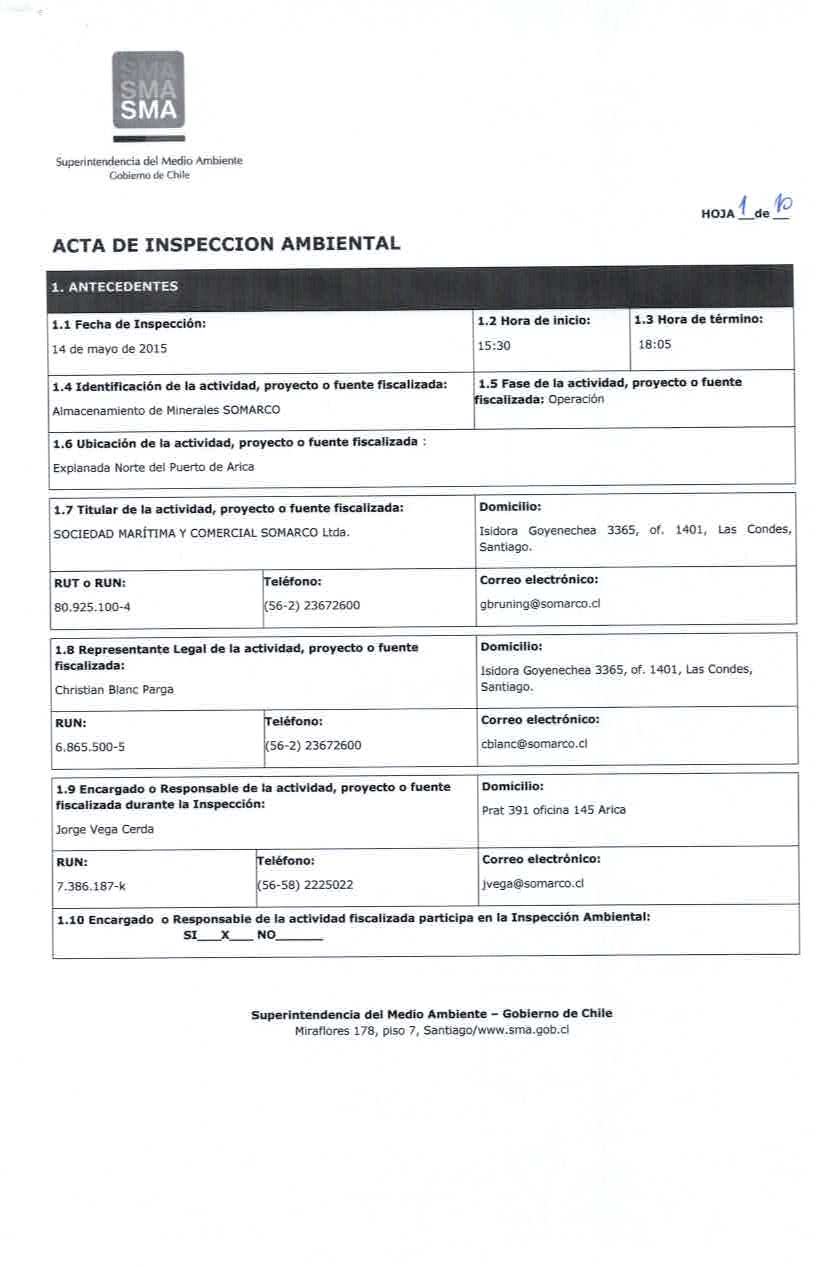 SMA
SMA
SMA
Superintendencia del Medio Ambiente
Gobierno de Chile
HOJA 1 de 10
ACTA DE INSPECCION AMBIENTAL
1. ANTECEDENTES
1.1 Fecha de Inspección:
14 de mayo de 2015
1.2 Hora de inicio:
15:30
1.3 Hora de término:
18:05
1.4 Identificación de la actividad, proyecto o fuente fiscalizada:
Almacenamiento de Minerales SOMARCO
1.5 Fase de la actividad, proyecto o fuente
fiscalizada: Operación
1.6 Ubicación de la actividad, proyecto o fuente fiscalizada :
Explanada Norte del Puerto de Arica
1.7 Titular de la actividad, proyecto o fuente fiscalizada:
SOCIEDAD MARÍTIMA Y COMERCIAL SOMARCO Ltda.
Domicilio:
Isidora Goyenechea 3365, of. 1401, Las Condes,
Santiago.
RUT o RUN:
80.925.100-4
Teléfono:
(56-2) 23672600
Correo electrónico:
gbruning@somarco.cl
1.8 Representante Legal de la actividad, proyecto o fuente
fiscalizada:
Christian Blanc Parga
Domicilio:
Isidora Goyenechea 3365, of. 1401, Las Condes,
Santiago.
RUN:
6.865.500-5
Teléfono:
(56-2) 23672600
Correo electrónico:
cblanc@somarco.cl
1.9 Encargado o Responsable de la actividad, proyecto o fuente
fiscalizada durante la Inspección:
Jorge Vega Cerda
Domicilio:
Prat 391 oficina 145 Arica
RUN:
7.386.187-k
Teléfono:
(56-58) 2225022
Correo electrónico:
jvega@somarco.cl
1.10 Encargado o Responsable de la actividad fiscalizada participa en la Inspección Ambiental:
SI___X___ NO______
Superintendencia del Medio Ambiente – Gobierno de Chile
Miraflores 178, piso 7, Santiago/www.sma.gob.cl